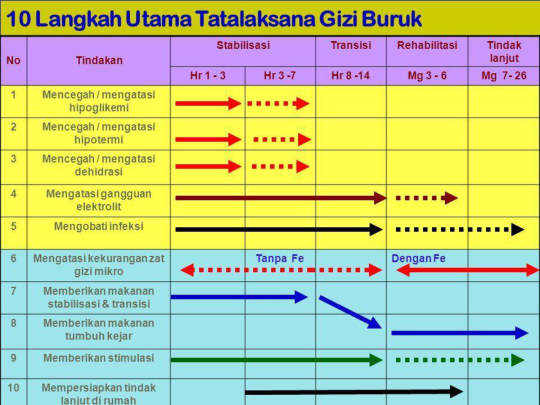 10 Langkah Utama Tatalaksana Gizi Buruk
No
Tindakan
Stabilisasi
Transisi
Rehabilitasi
Tindak
lanjut
Hr 1 - 3
Hr 3 -7
Hr 8 -14
Mg 3 - 6
Mg 7- 26
1
Mencegah / mengatasi
hipoglikemi
2
Mencegah / mengatasi
hipotermi
3
Mencegah / mengatasi
dehidrasi
4
Mengatasi gangguan
elektrolit
5
Mengobati infeksi
6
Mengatasi kekurangan zat
gizi mikro
Tanpa Fe
Dengan Fe
7
Memberikan makanan
stabilisasi & transisi
8
Memberikan makanan
tumbuh kejar
9
Memberikan stimulasi
10
Mempersiapkan tindak
lanjut di rumah